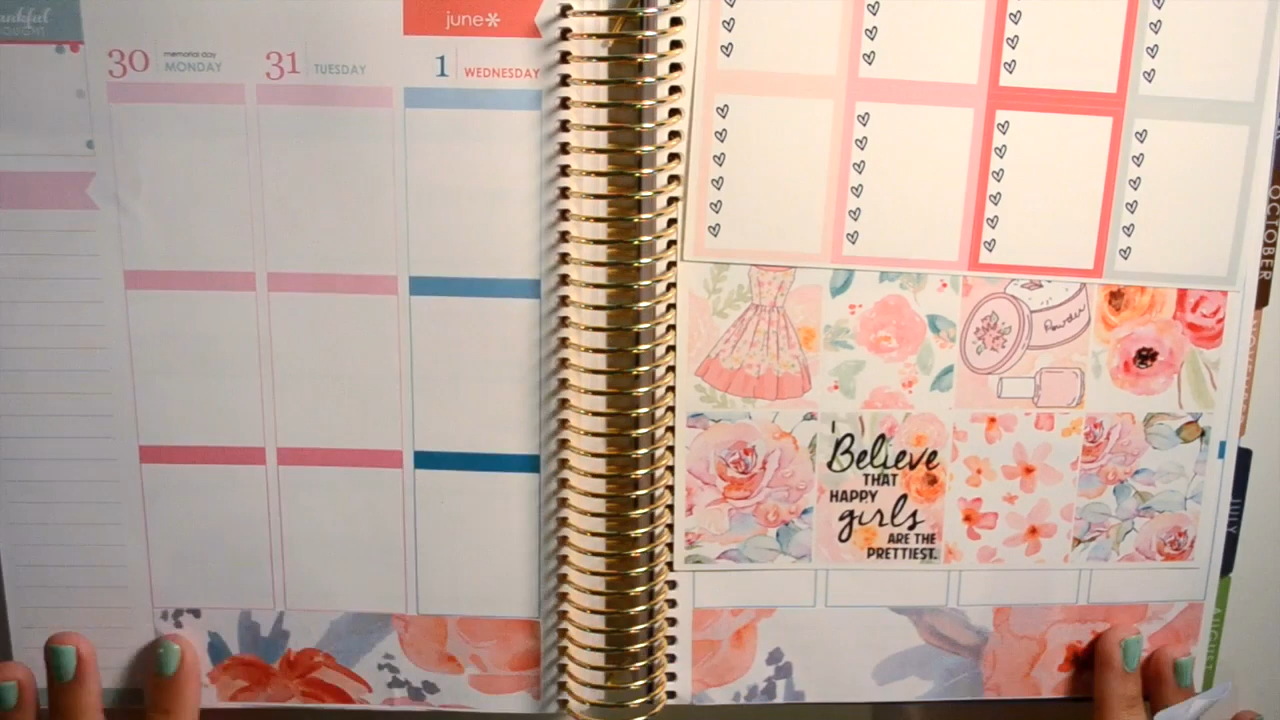 june*
30 memorial day MONDAY
31 TUESDAY
1 WEDNESDAY
Powder
Believe
THAT
HAPPY
girls
ARE THE
PRETTIEST.
OCTOBER
JULY
AUGUST